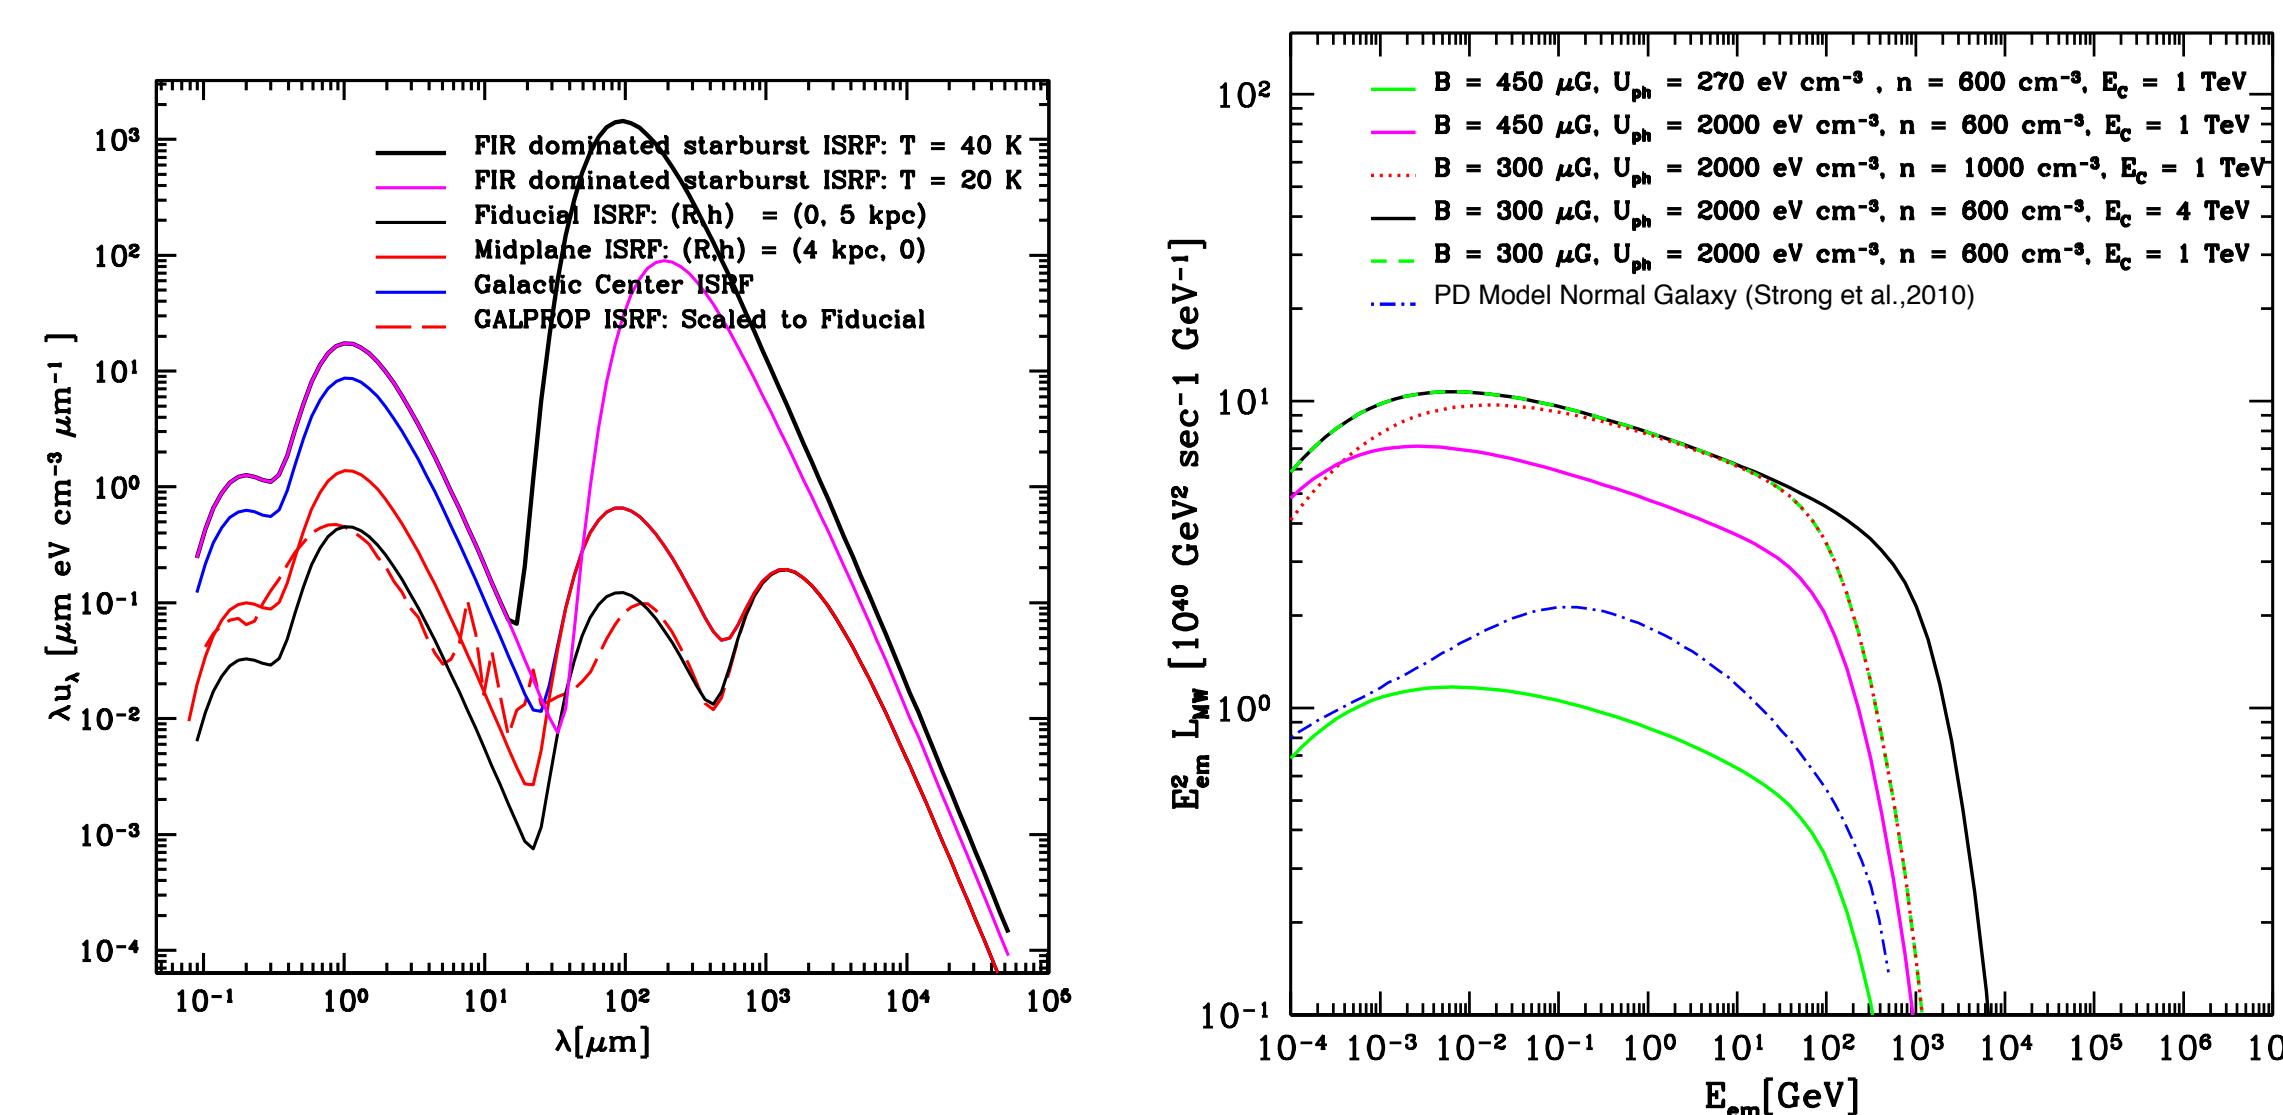 10³
10²
10¹
10⁰
10⁻¹
10⁻²
10⁻³
10⁻⁴
λu_λ [μm eV cm⁻³ μm⁻¹ ]
FIR dominated starburst ISRF: T = 40 K
FIR dominated starburst ISRF: T = 20 K
Fiducial ISRF: (R,h) = (0, 5 kpc)
Midplane ISRF: (R,h) = (4 kpc, 0)
Galactic Center ISRF
GALPROP ISRF: Scaled to Fiducial
10⁻¹ 10⁰ 10¹ 10² 10³ 10⁴ 10⁵
λ[μm]
10²
10¹
10⁰
10⁻¹
E²_em L_MW [10⁴⁰ GeV² sec⁻1 GeV⁻¹]
B = 450 μG, U_ph = 270 eV cm⁻³ , n = 600 cm⁻³, E_C = 1 TeV
B = 450 μG, U_ph = 2000 eV cm⁻³, n = 600 cm⁻³, E_C = 1 TeV
B = 300 μG, U_ph = 2000 eV cm⁻³, n = 1000 cm⁻³, E_C = 1 TeV
B = 300 μG, U_ph = 2000 eV cm⁻³, n = 600 cm⁻³, E_C = 4 TeV
B = 300 μG, U_ph = 2000 eV cm⁻³, n = 600 cm⁻³, E_C = 1 TeV
PD Model Normal Galaxy (Strong et al.,2010)
10⁻⁴ 10⁻³ 10⁻² 10⁻¹ 10⁰ 10¹ 10² 10³ 10⁴ 10⁵ 10⁶
E_em[GeV]